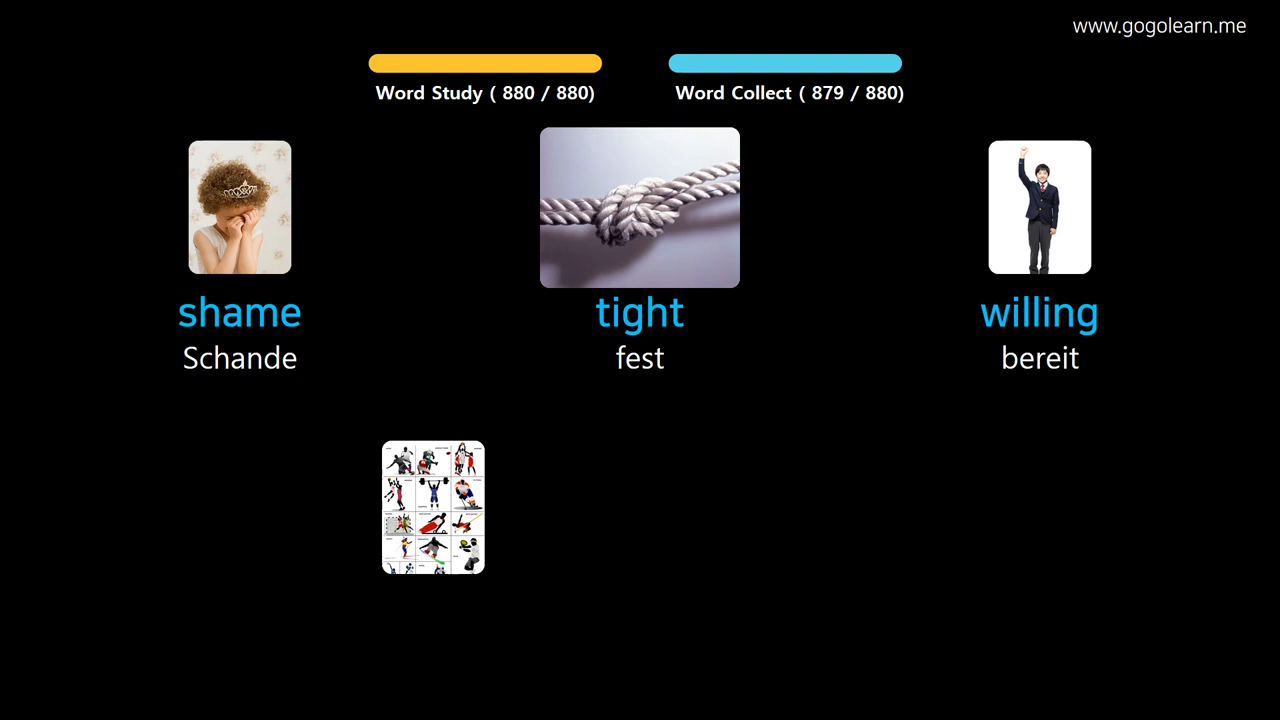 www.gogolearn.me
Word Study ( 880 / 880)
Word Collect ( 879 / 880)
shame
tight
willing
Schande
fest
bereit